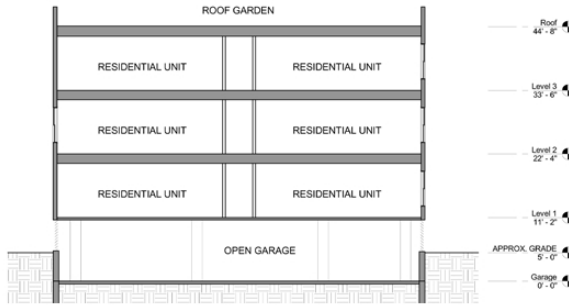 ROOF GARDEN
Roof
44' - 8"
RESIDENTIAL UNIT RESIDENTIAL UNIT
Level 3
33' - 6"
RESIDENTIAL UNIT RESIDENTIAL UNIT
Level 2
22' - 4"
RESIDENTIAL UNIT RESIDENTIAL UNIT
Level 1
11' - 2"
OPEN GARAGE
APPROX. GRADE
5' - 0"
Garage
0' - 0"